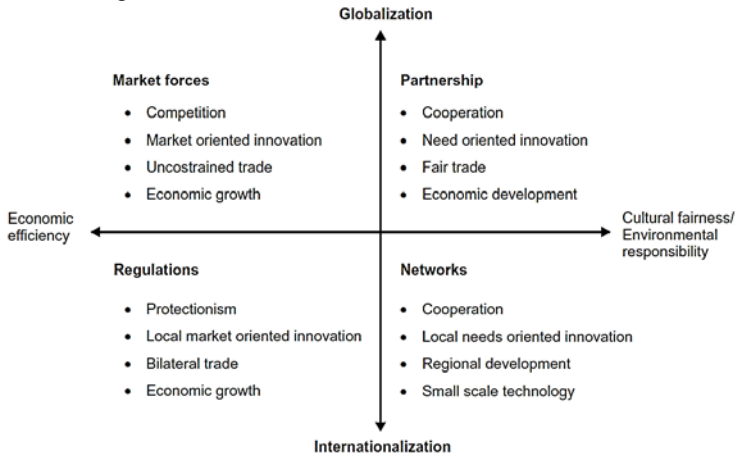 Globalization
Market forces
• Competition
• Market oriented innovation
• Uncostrained trade
• Economic growth
Partnership
• Cooperation
• Need oriented innovation
• Fair trade
• Economic development
Economic
efficiency
Cultural fairness/
Environmental
responsibility
Regulations
• Protectionism
• Local market oriented innovation
• Bilateral trade
• Economic growth
Networks
• Cooperation
• Local needs oriented innovation
• Regional development
• Small scale technology
Internationalization